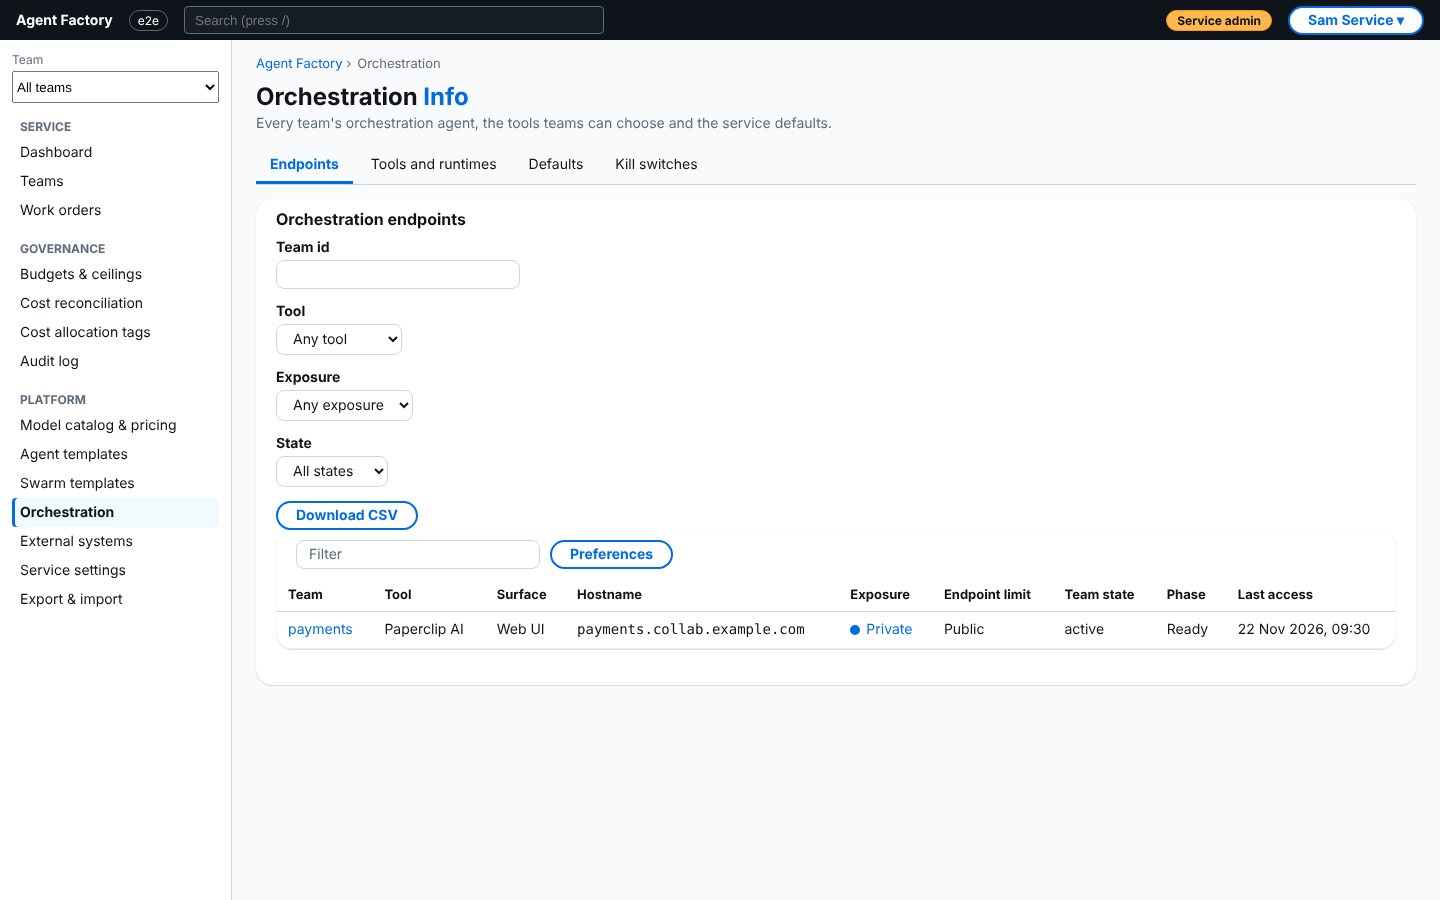 Agent Factory e2e Search (press /) Service admin Sam Service ▾
Team
All teams
SERVICE
Dashboard
Teams
Work orders
GOVERNANCE
Budgets & ceilings
Cost reconciliation
Cost allocation tags
Audit log
PLATFORM
Model catalog & pricing
Agent templates
Swarm templates
Orchestration
External systems
Service settings
Export & import
Agent Factory › Orchestration
Orchestration Info
Every team's orchestration agent, the tools teams can choose and the service defaults.
Endpoints Tools and runtimes Defaults Kill switches
Orchestration endpoints
Team id
Tool
Any tool
Exposure
Any exposure
State
All states
Download CSV
Filter Preferences
Team Tool Surface Hostname Exposure Endpoint limit Team state Phase Last access
payments Paperclip AI Web UI payments.collab.example.com Private Public active Ready 22 Nov 2026, 09:30